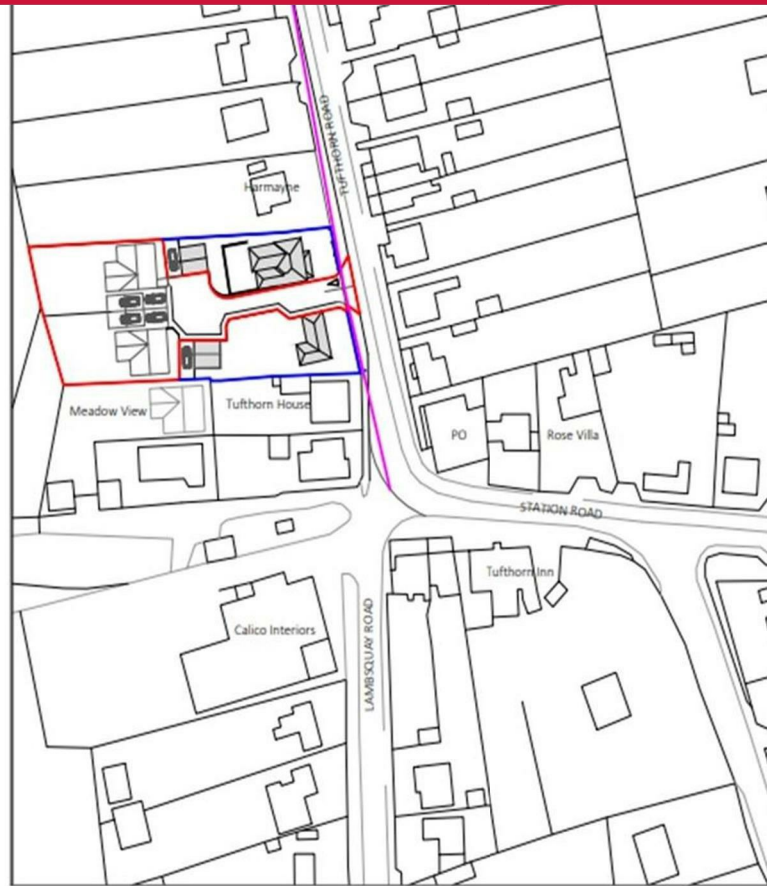 TUFTHORN ROAD
Harmayne
Meadow View
Tufthorn House
PO
Rose Villa
STATION ROAD
Tufthorn Inn
Calico Interiors
LAMBSQUAY ROAD